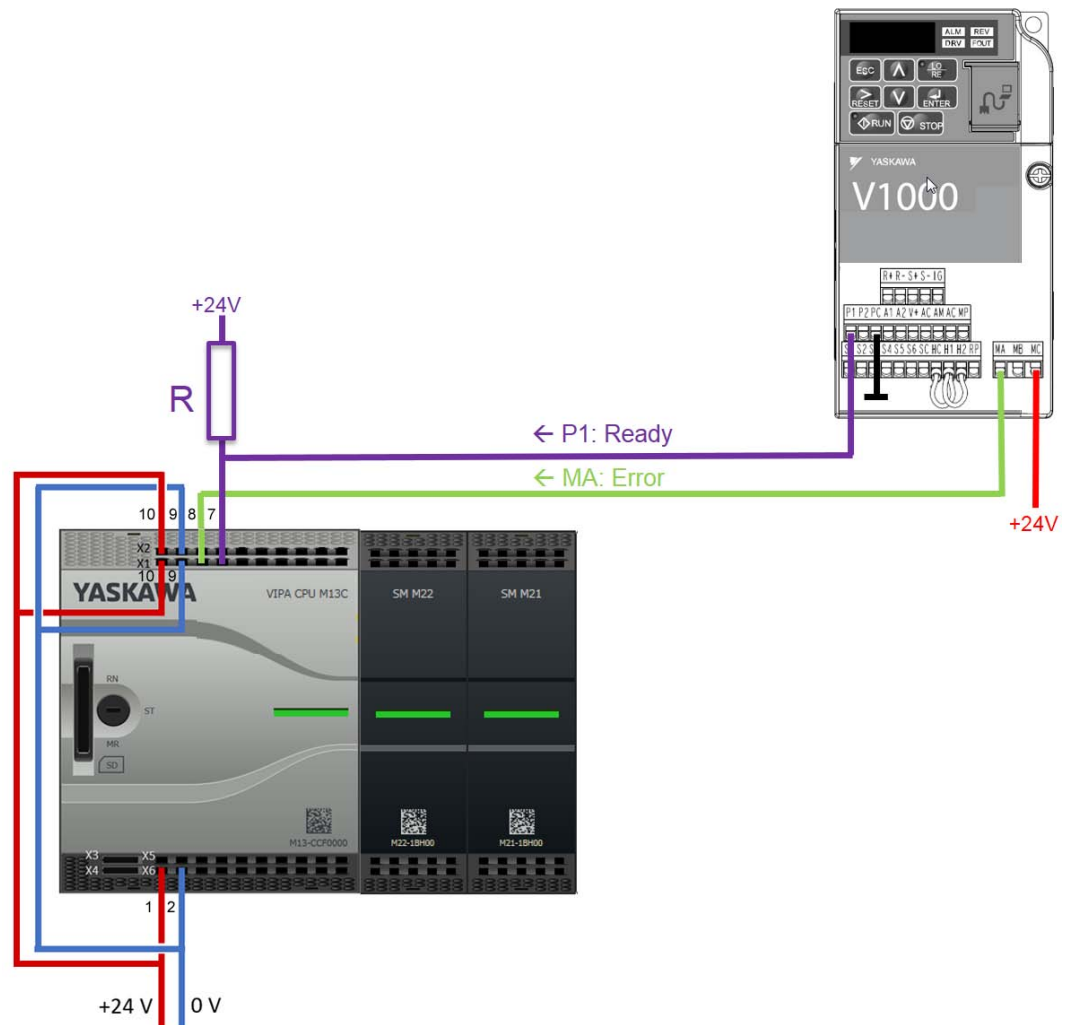 ALM REV
DRV FOUT
ESC LO RE
RESET ENTER
RUN STOP
YASKAWA
V1000
R+ R- S+ S- IG
+24V
P1 P2 PC A1 A2 V+ AC AM AC MP
S2 S4 S5 S6 SC HC H1 H2 RP
MA MB MC
R
← P1: Ready
← MA: Error
+24V
10 9 8 7
X2
X1
10 9
YASKAWA
VIPA CPU M13C
SM M22
SM M21
RN
ST
MR
SD
M13-CCF0000
M22-1BH00
M21-1BH00
X3 X5
X4 X6
1 2
+24 V
0 V